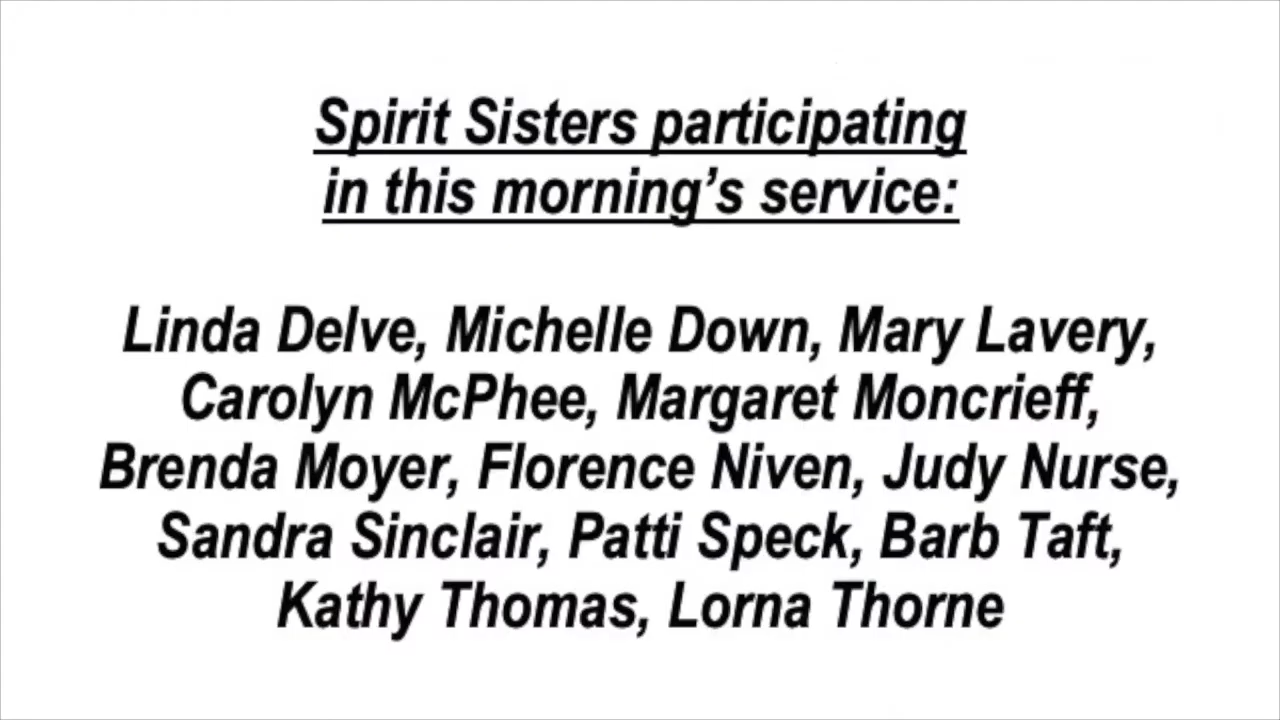 Spirit Sisters participating
in this morning’s service:
Linda Delve, Michelle Down, Mary Lavery,
Carolyn McPhee, Margaret Moncrieff,
Brenda Moyer, Florence Niven, Judy Nurse,
Sandra Sinclair, Patti Speck, Barb Taft,
Kathy Thomas, Lorna Thorne